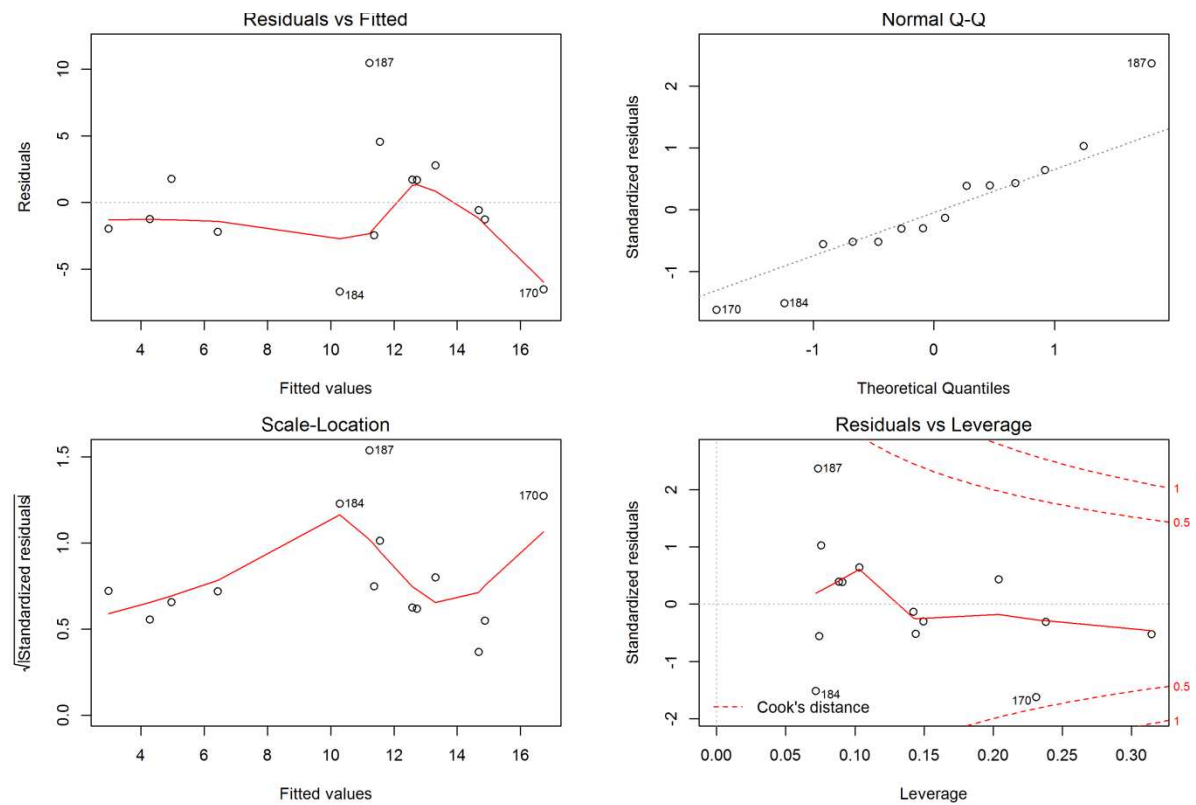 Residuals vs Fitted
Residuals
10
5
0
-5
187
184
170
4 6 8 10 12 14 16
Fitted values
Normal Q-Q
Standardized residuals
2
1
0
-1
187
184
170
-1 0 1
Theoretical Quantiles
Scale-Location
√|Standardized residuals|
1.5
1.0
0.5
0.0
187
184
170
4 6 8 10 12 14 16
Fitted values
Residuals vs Leverage
Standardized residuals
2
1
0
-1
-2
187
184
170
1
0.5
0.5
1
Cook's distance
0.00 0.05 0.10 0.15 0.20 0.25 0.30
Leverage